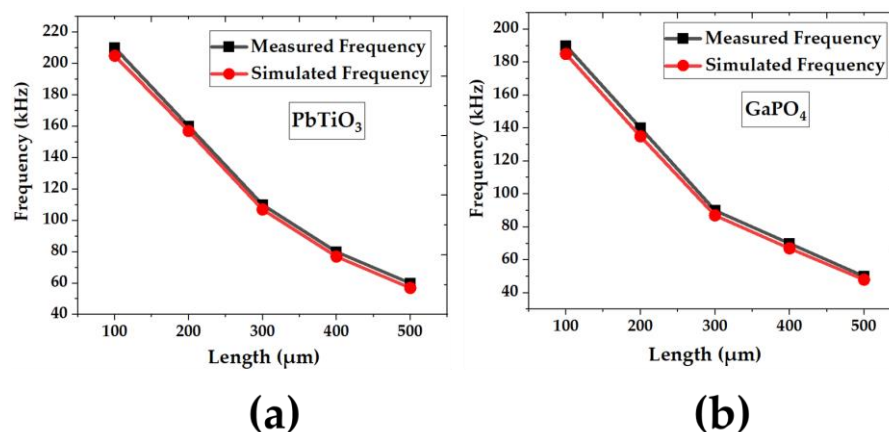 220
200
180
160
140
120
100
80
60
40
Frequency (kHz)
Measured Frequency
Simulated Frequency
PbTiO₃
100 200 300 400 500
Length (μm)
(a)
180
160
140
120
100
80
60
40
Frequency (kHz)
Measured Frequency
Simulated Frequency
GaPO₄
100 200 300 400 500
Length (μm)
(b)